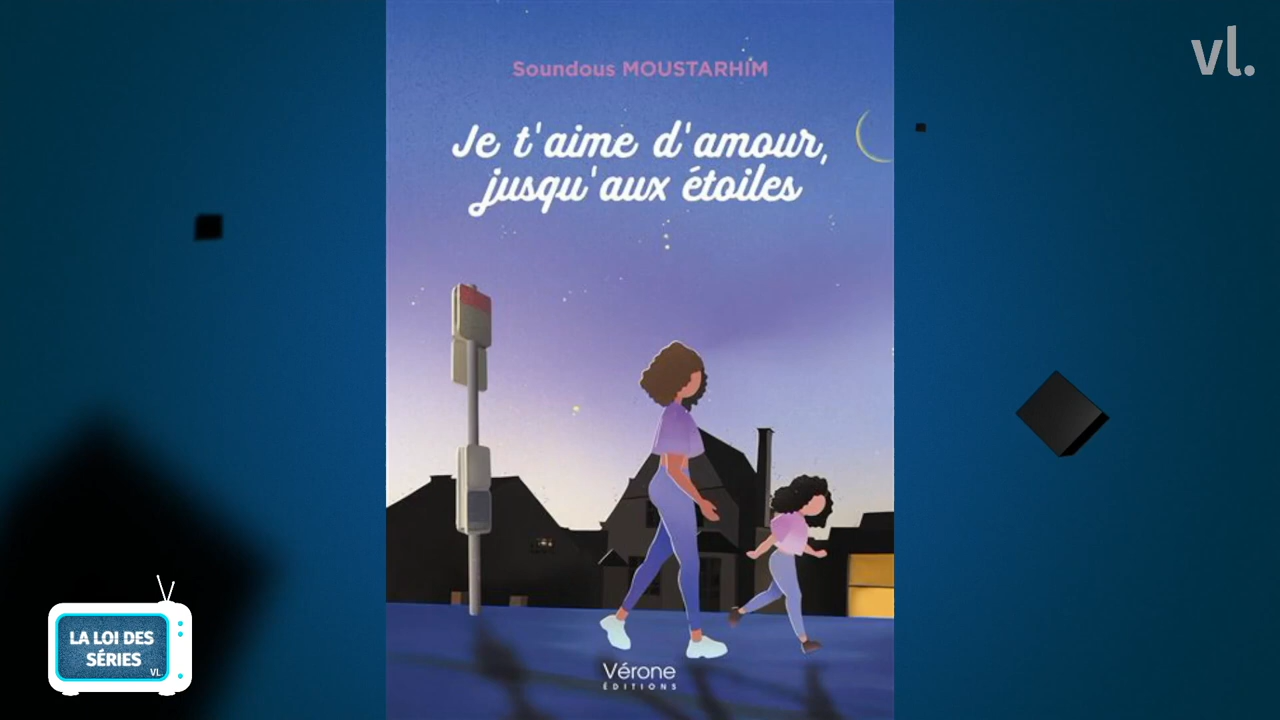 vl.
Soundous MOUSTARHIM
Je t'aime d'amour,
jusqu'aux étoiles
LA LOI DES
SÉRIES
VL.
Vérone
ÉDITIONS